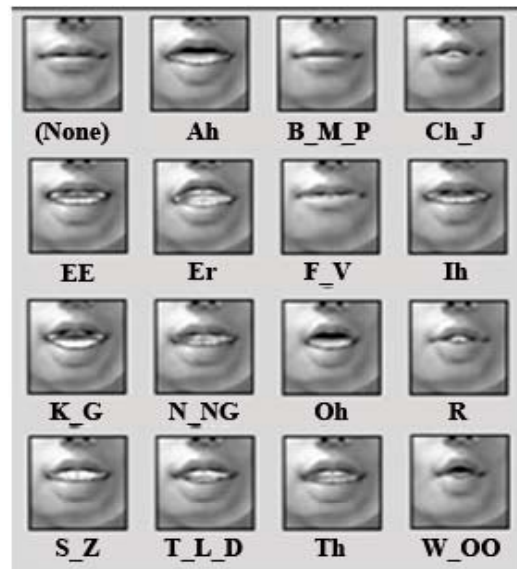 (None) Ah B_M_P Ch_J
EE Er F_V Ih
K_G N_NG Oh R
S_Z T_L_D Th W_OO